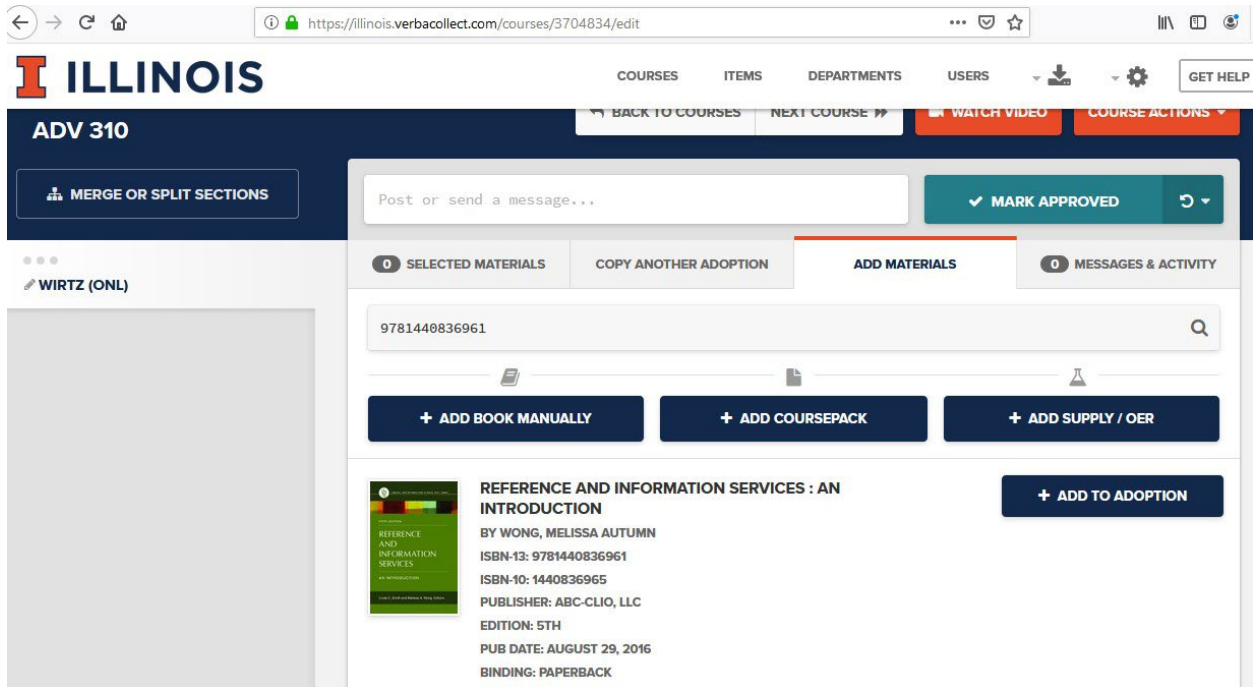 https://illinois.verbacollect.com/courses/3704834/edit
I ILLINOIS
COURSES ITEMS DEPARTMENTS USERS GET HELP
ADV 310
BACK TO COURSES NEXT COURSE WATCH VIDEO COURSE ACTIONS
MERGE OR SPLIT SECTIONS
Post or send a message...
MARK APPROVED
WIRTZ (ONL)
0 SELECTED MATERIALS COPY ANOTHER ADOPTION ADD MATERIALS 0 MESSAGES & ACTIVITY
9781440836961
+ ADD BOOK MANUALLY + ADD COURSEPACK + ADD SUPPLY / OER
REFERENCE
AND
INFORMATION
SERVICES
AN INTRODUCTION
REFERENCE AND INFORMATION SERVICES : AN
INTRODUCTION
BY WONG, MELISSA AUTUMN
ISBN-13: 9781440836961
ISBN-10: 1440836965
PUBLISHER: ABC-CLIO, LLC
EDITION: 5TH
PUB DATE: AUGUST 29, 2016
BINDING: PAPERBACK
+ ADD TO ADOPTION